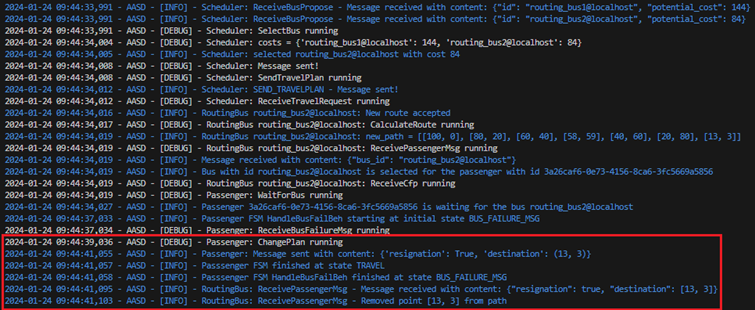 2024-01-24 09:44:33,991 - AASD - [INFO] - Scheduler: ReceiveBusPropose - Message received with content: {"id": "routing_bus1@localhost", "potential_cost": 144}
2024-01-24 09:44:33,991 - AASD - [INFO] - Scheduler: ReceiveBusPropose - Message received with content: {"id": "routing_bus2@localhost", "potential_cost": 84}
2024-01-24 09:44:33,991 - AASD - [DEBUG] - Scheduler: SelectBus running
2024-01-24 09:44:34,004 - AASD - [DEBUG] - Scheduler: costs = {'routing_bus1@localhost': 144, 'routing_bus2@localhost': 84}
2024-01-24 09:44:34,005 - AASD - [INFO] - Scheduler: selected routing_bus2@localhost with cost 84
2024-01-24 09:44:34,008 - AASD - [DEBUG] - Scheduler: Message sent!
2024-01-24 09:44:34,008 - AASD - [DEBUG] - Scheduler: SendTravelPlan running
2024-01-24 09:44:34,012 - AASD - [INFO] - Scheduler: SEND_TRAVELPLAN - Message sent!
2024-01-24 09:44:34,012 - AASD - [DEBUG] - Scheduler: ReceiveTravelRequest running
2024-01-24 09:44:34,016 - AASD - [INFO] - RoutingBus routing_bus2@localhost: New route accepted
2024-01-24 09:44:34,017 - AASD - [DEBUG] - RoutingBus routing_bus2@localhost: CalculateRoute running
2024-01-24 09:44:34,019 - AASD - [INFO] - RoutingBus routing_bus2@localhost: new_path = [[100, 0], [80, 20], [60, 40], [58, 59], [40, 60], [20, 80], [13, 3]]
2024-01-24 09:44:34,019 - AASD - [DEBUG] - RoutingBus routing_bus2@localhost: ReceivePassengerMsg running
2024-01-24 09:44:34,019 - AASD - [INFO] - Message received with content: {"bus_id": "routing_bus2@localhost"}
2024-01-24 09:44:34,019 - AASD - [INFO] - Bus with id routing_bus2@localhost is selected for the passenger with id 3a26caf6-0e73-4156-8ca6-3fc5669a5856
2024-01-24 09:44:34,019 - AASD - [DEBUG] - RoutingBus routing_bus2@localhost: ReceiveCfp running
2024-01-24 09:44:34,019 - AASD - [DEBUG] - Passenger: WaitForBus running
2024-01-24 09:44:34,027 - AASD - [INFO] - Passenger 3a26caf6-0e73-4156-8ca6-3fc5669a5856 is waiting for the bus routing_bus2@localhost
2024-01-24 09:44:37,033 - AASD - [INFO] - Passenger FSM HandleBusFailBeh starting at initial state BUS_FAILURE_MSG
2024-01-24 09:44:37,034 - AASD - [DEBUG] - Passenger: ReceiveBusFailureMsg running
2024-01-24 09:44:39,036 - AASD - [DEBUG] - Passenger: ChangePlan running
2024-01-24 09:44:41,055 - AASD - [INFO] - Passenger: Message sent with content: {'resignation': True, 'destination': (13, 3)}
2024-01-24 09:44:41,057 - AASD - [INFO] - Passenger FSM finished at state TRAVEL
2024-01-24 09:44:41,058 - AASD - [INFO] - Passenger FSM HandleBusFailBeh finished at state BUS_FAILURE_MSG
2024-01-24 09:44:41,095 - AASD - [INFO] - RoutingBus: ReceivePassengerMsg - Message received with content: {"resignation": true, "destination": [13, 3]}
2024-01-24 09:44:41,103 - AASD - [INFO] - RoutingBus: ReceivePassengerMsg - Removed point [13, 3] from path